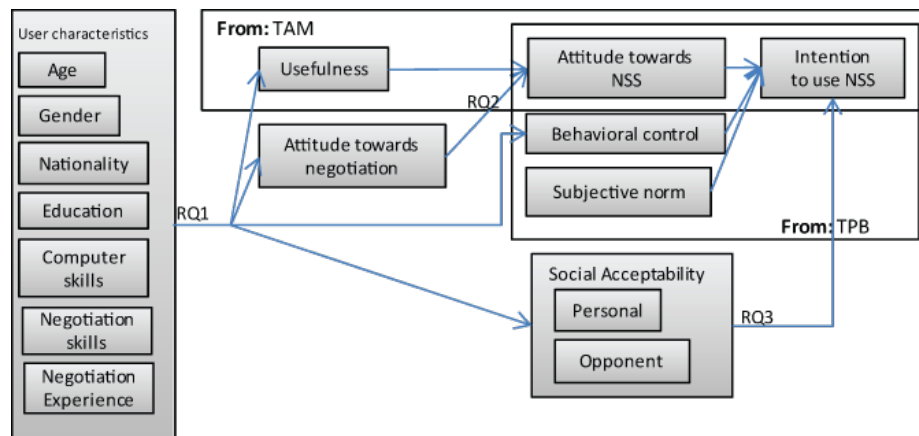 User characteristics
Age
Gender
Nationality
Education
Computer
skills
Negotiation
skills
Negotiation
Experience
RQ1
From: TAM
Usefulness
RQ2
Attitude towards
negotiation
Attitude towards
NSS
Intention
to use NSS
Behavioral control
Subjective norm
From: TPB
Social Acceptability
Personal
Opponent
RQ3